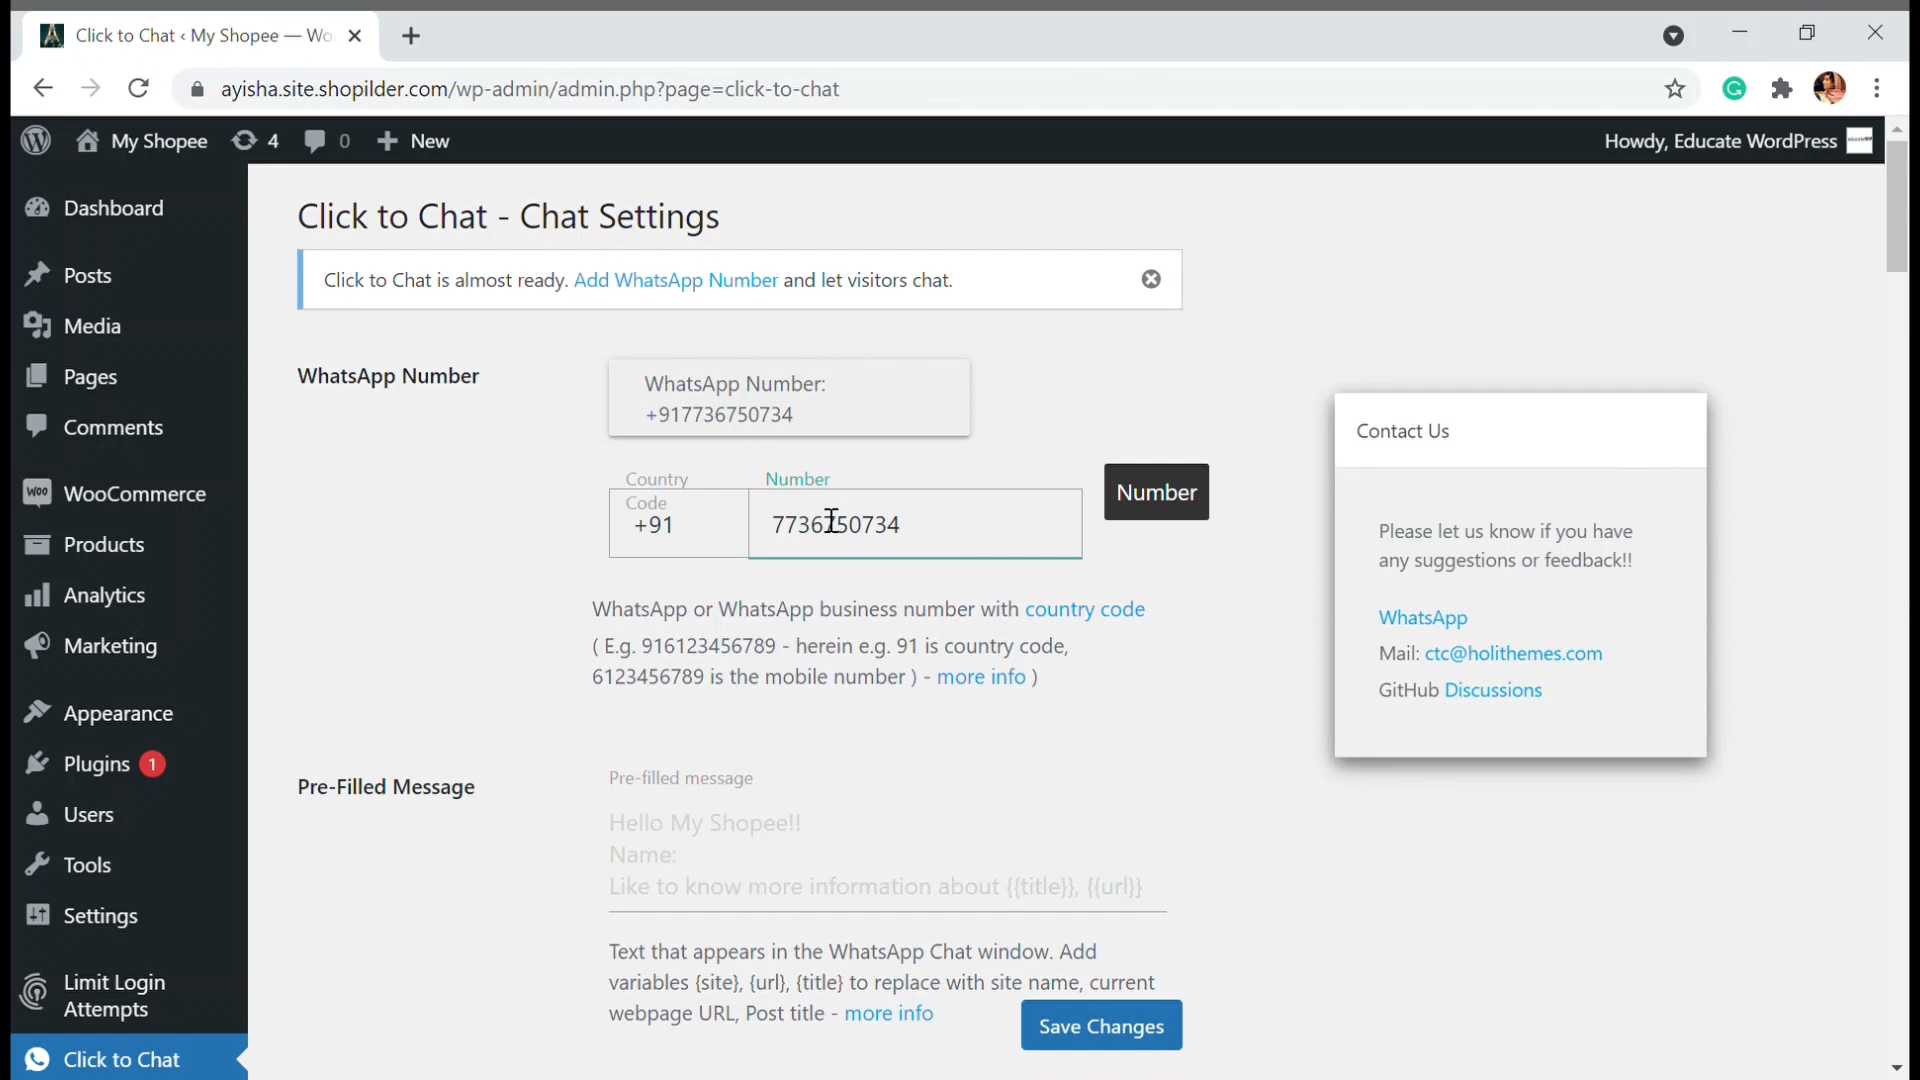 Click to Chat ‹ My Shopee — Wo
ayisha.site.shopilder.com/wp-admin/admin.php?page=click-to-chat
My Shopee
4
0
New
Howdy, Educate WordPress
Dashboard
Posts
Media
Pages
Comments
WooCommerce
Products
Analytics
Marketing
Appearance
Plugins 1
Users
Tools
Settings
Limit Login
Attempts
Click to Chat
Click to Chat - Chat Settings
Click to Chat is almost ready. Add WhatsApp Number and let visitors chat.
WhatsApp Number
WhatsApp Number:
+917736750734
Country
Code
+91
Number
7736750734
Number
WhatsApp or WhatsApp business number with country code
( E.g. 916123456789 - herein e.g. 91 is country code,
6123456789 is the mobile number ) - more info )
Pre-Filled Message
Pre-filled message
Hello My Shopee!!
Name:
Like to know more information about {{title}}, {{url}}
Text that appears in the WhatsApp Chat window. Add
variables {site}, {url}, {title} to replace with site name, current
webpage URL, Post title - more info
Save Changes
Contact Us
Please let us know if you have
any suggestions or feedback!!
WhatsApp
Mail: ctc@holithemes.com
GitHub Discussions